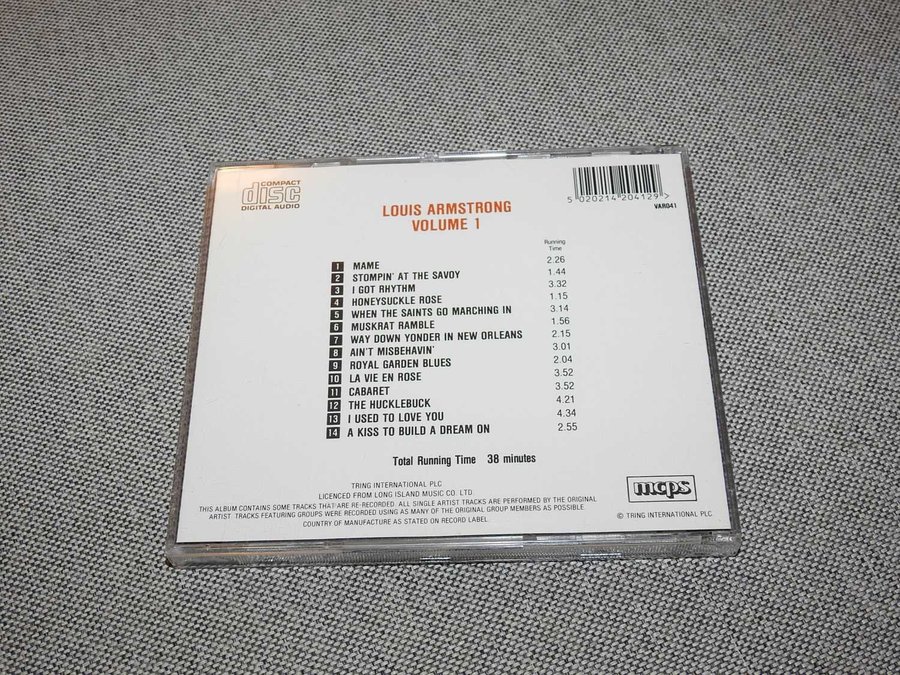 COMPACT
disc
DIGITAL AUDIO
5 020214 204129 >
VAR041
LOUIS ARMSTRONG
VOLUME 1
Running
Time
1 MAME 2.26
2 STOMPIN' AT THE SAVOY 1.44
3 I GOT RHYTHM 3.32
4 HONEYSUCKLE ROSE 1.15
5 WHEN THE SAINTS GO MARCHING IN 3.14
6 MUSKRAT RAMBLE 1.56
7 WAY DOWN YONDER IN NEW ORLEANS 2.15
8 AIN'T MISBEHAVIN' 3.01
9 ROYAL GARDEN BLUES 2.04
10 LA VIE EN ROSE 3.52
11 CABARET 3.52
12 THE HUCKLEBUCK 4.21
13 I USED TO LOVE YOU 4.34
14 A KISS TO BUILD A DREAM ON 2.55
Total Running Time 38 minutes
TRING INTERNATIONAL PLC
LICENCED FROM LONG ISLAND MUSIC CO. LTD.
THIS ALBUM CONTAINS SOME TRACKS THAT ARE RE-RECORDED. ALL SINGLE ARTIST TRACKS ARE PERFORMED BY THE ORIGINAL
ARTIST. TRACKS FEATURING GROUPS WERE RECORDED USING AS MANY OF THE ORIGINAL GROUP MEMBERS AS POSSIBLE.
COUNTRY OF MANUFACTURE AS STATED ON RECORD LABEL.
mcps
© TRING INTERNATIONAL PLC